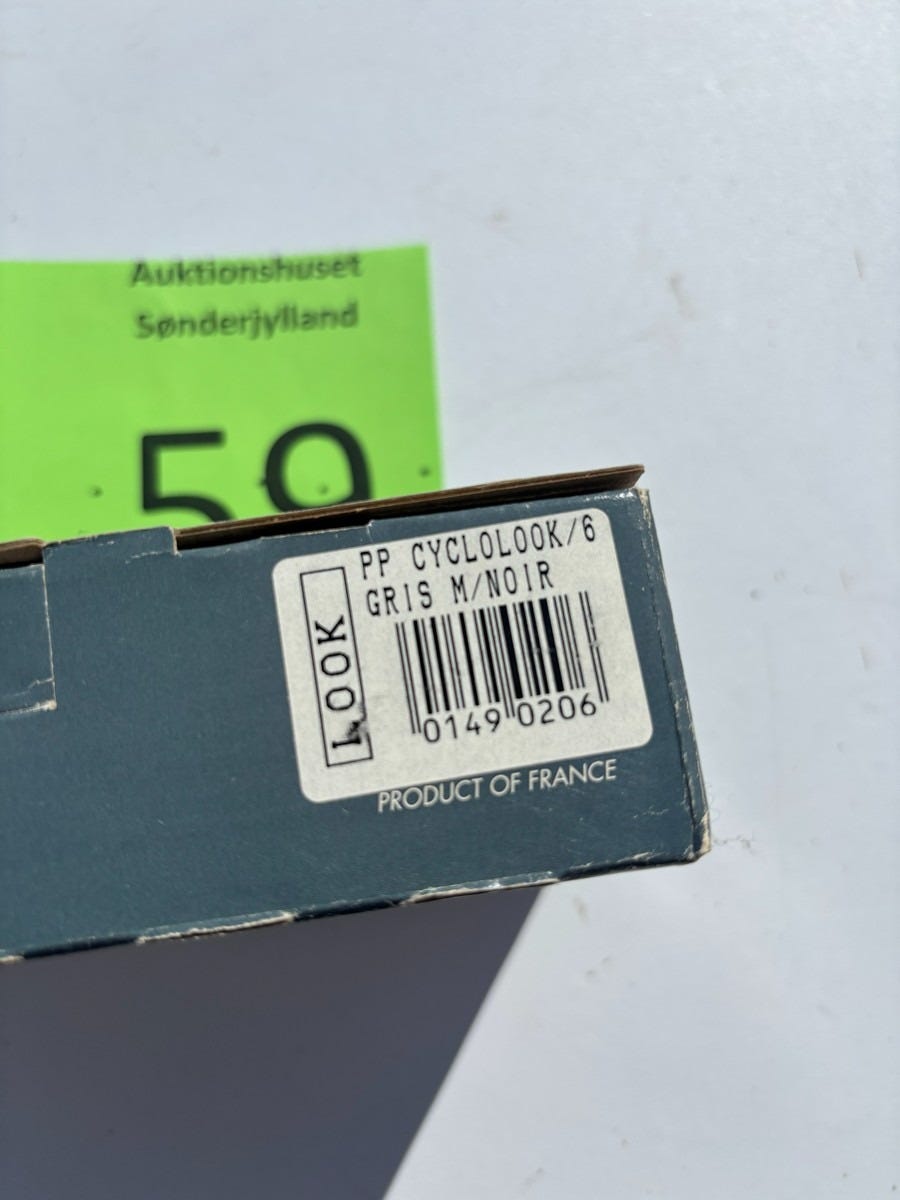 Auktionshuset
Sønderjylland
59
PP CYCLOLOOK/6
GRIS M/NOIR
LOOK
0149 0206
PRODUCT OF FRANCE